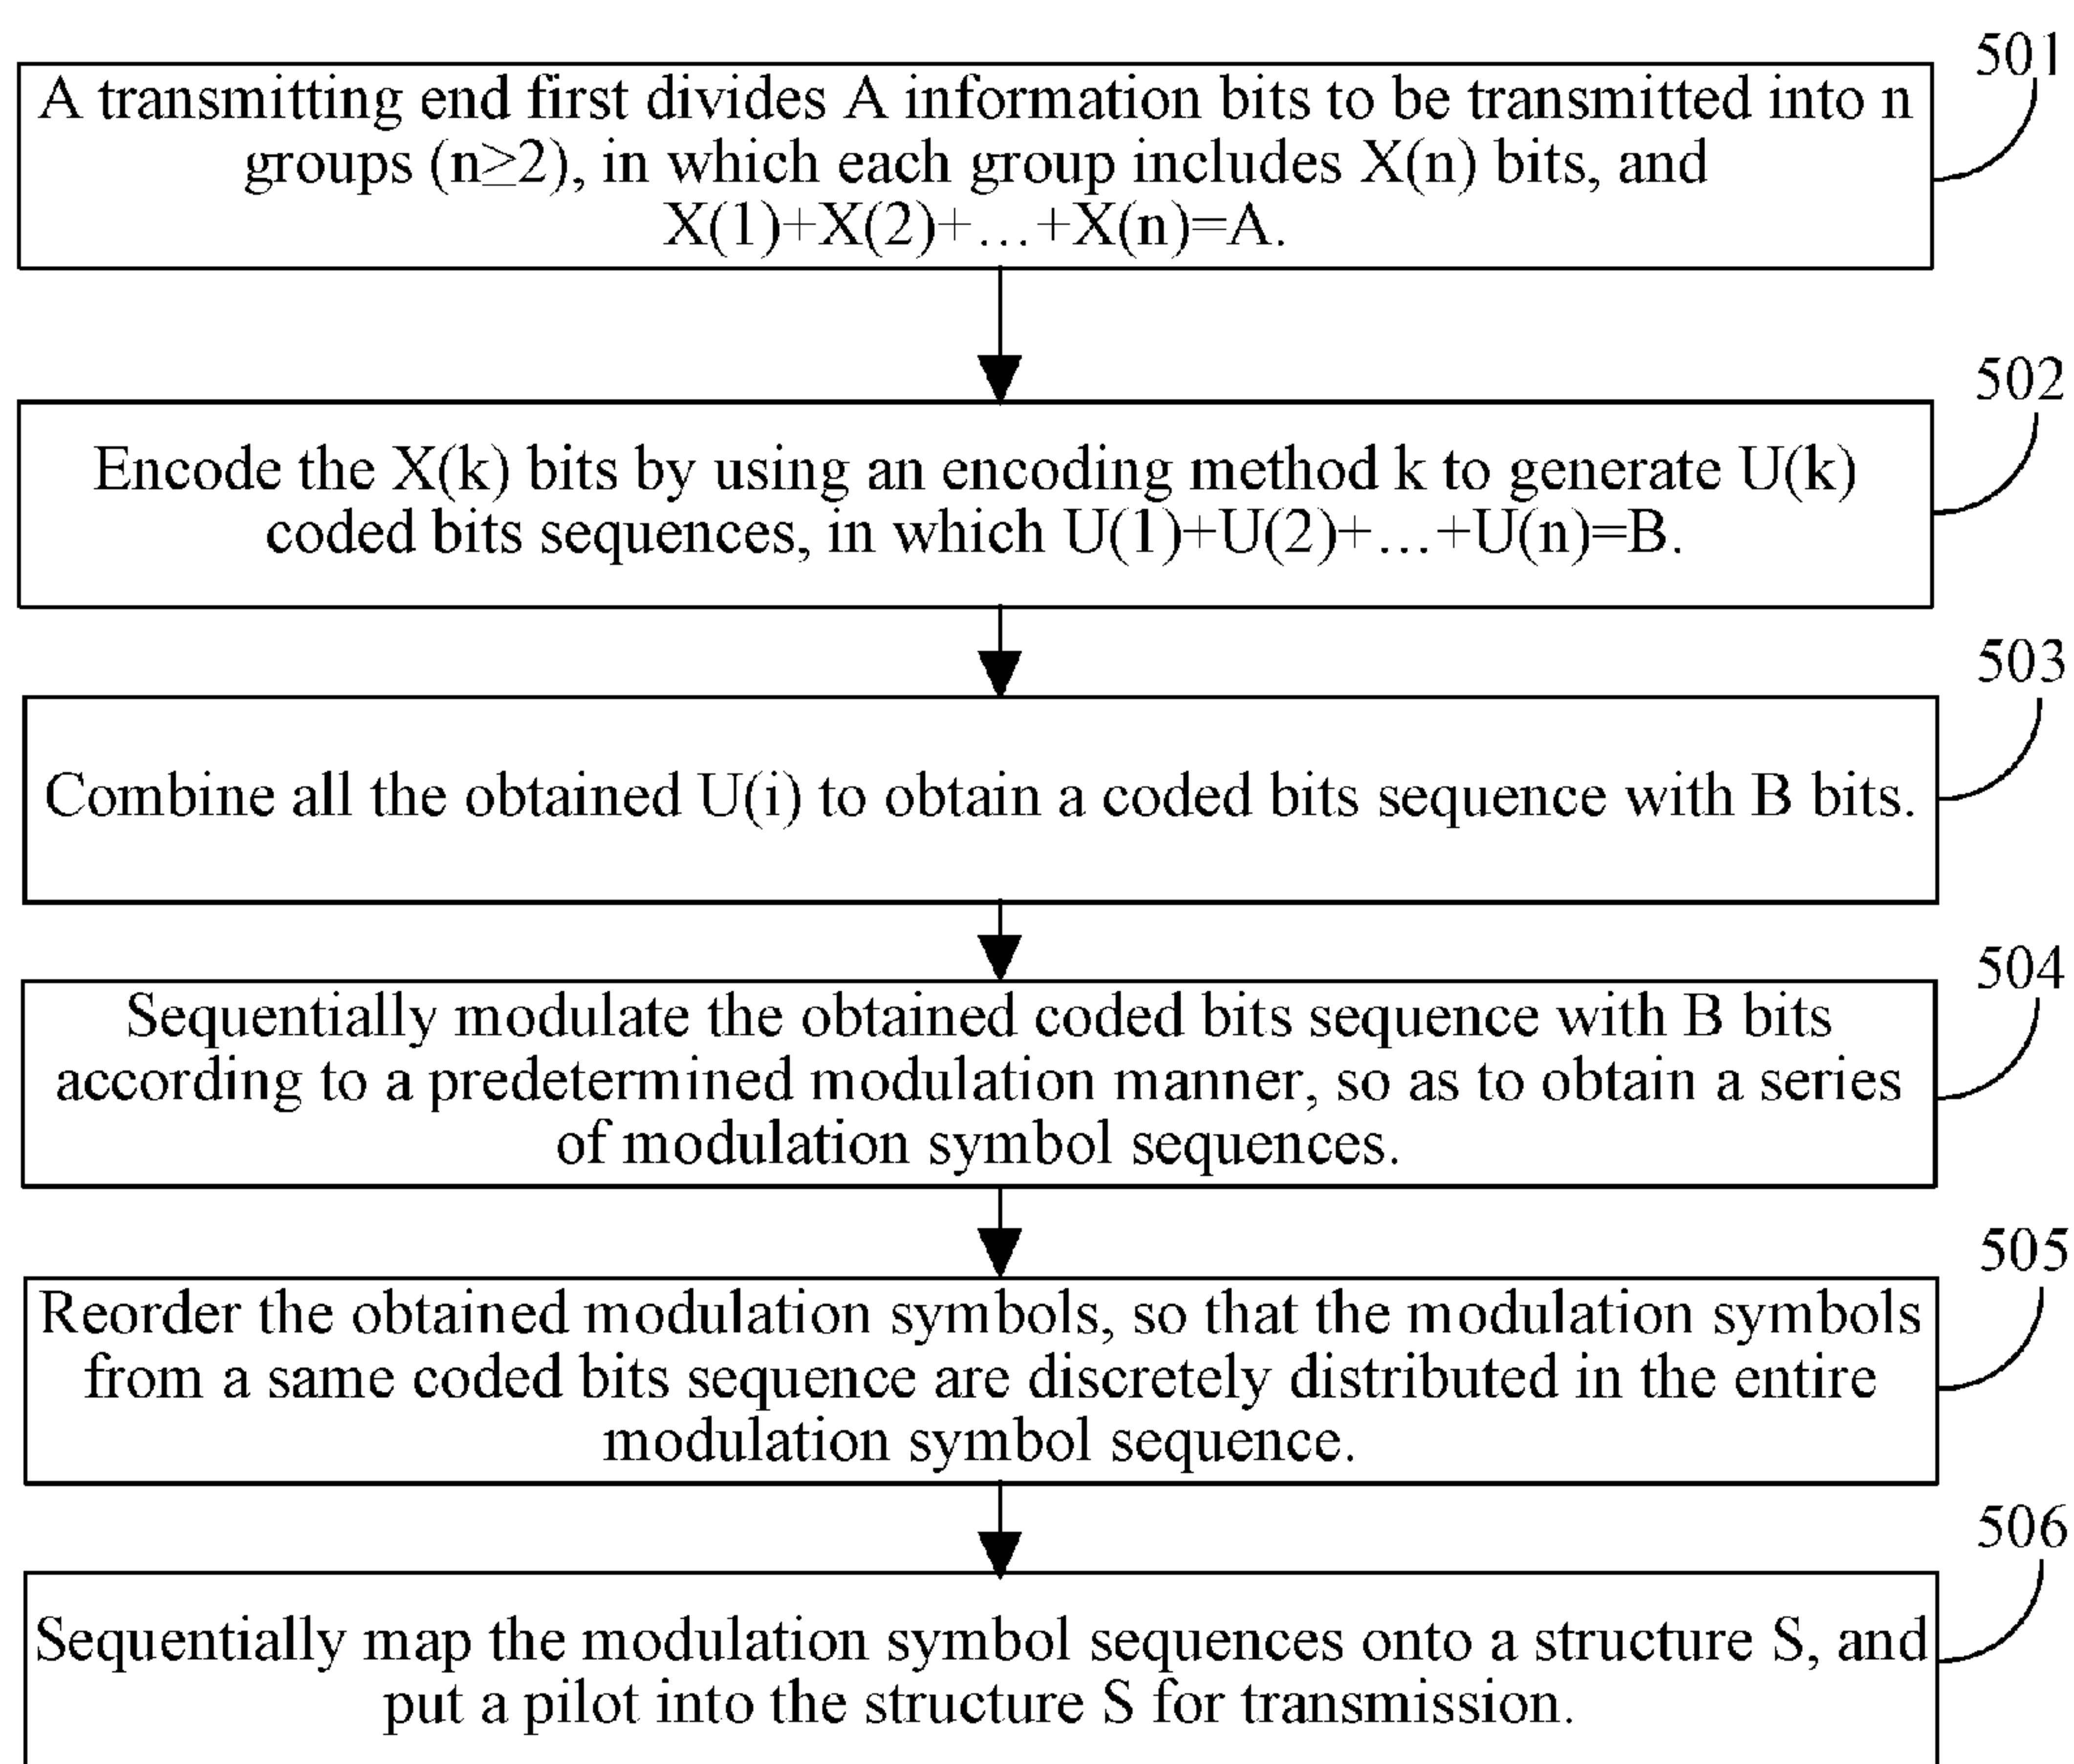 501
A transmitting end first divides A information bits to be transmitted into n
groups (n≥2), in which each group includes X(n) bits, and
X(1)+X(2)+...+X(n)=A.
502
Encode the X(k) bits by using an encoding method k to generate U(k)
coded bits sequences, in which U(1)+U(2)+...+U(n)=B.
503
Combine all the obtained U(i) to obtain a coded bits sequence with B bits.
504
Sequentially modulate the obtained coded bits sequence with B bits
according to a predetermined modulation manner, so as to obtain a series
of modulation symbol sequences.
505
Reorder the obtained modulation symbols, so that the modulation symbols
from a same coded bits sequence are discretely distributed in the entire
modulation symbol sequence.
506
Sequentially map the modulation symbol sequences onto a structure S, and
put a pilot into the structure S for transmission.